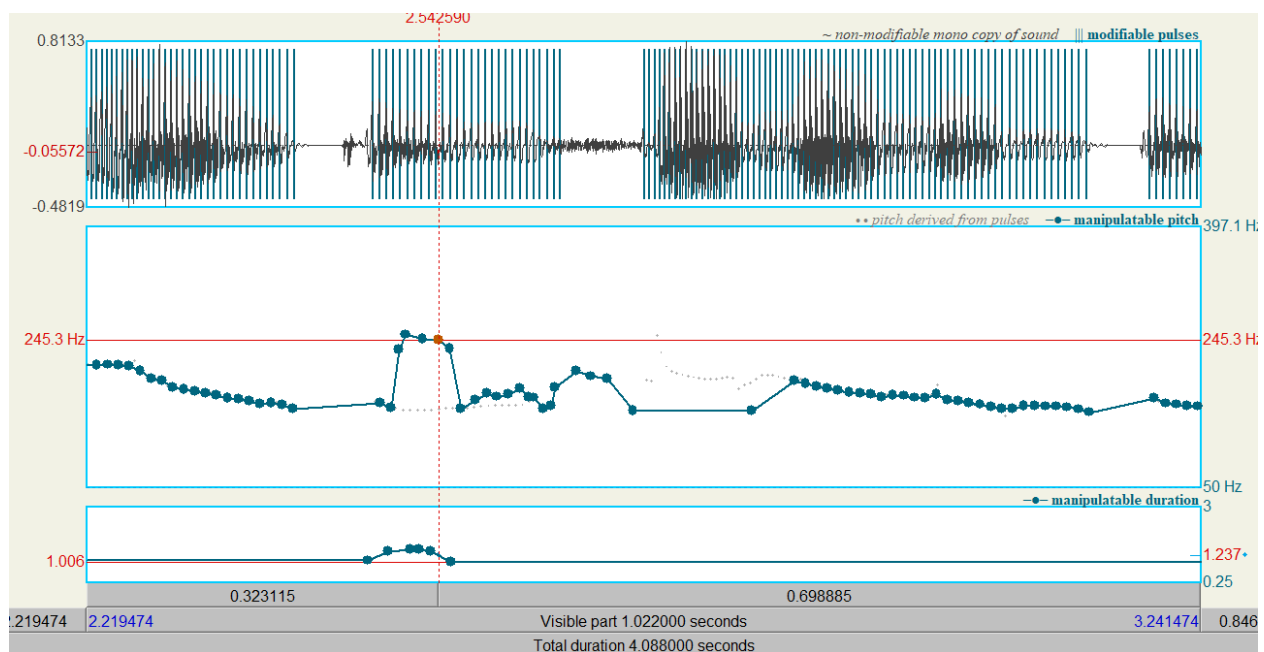 2.542590
0.8133
~ non-modifiable mono copy of sound ||| modifiable pulses
-0.05572
-0.4819
•• pitch derived from pulses –●– manipulatable pitch
397.1 Hz
245.3 Hz
245.3 Hz
50 Hz
–●– manipulatable duration
3
1.006
1.237
0.25
0.323115
0.698885
.219474
2.219474
Visible part 1.022000 seconds
3.241474
0.846
Total duration 4.088000 seconds